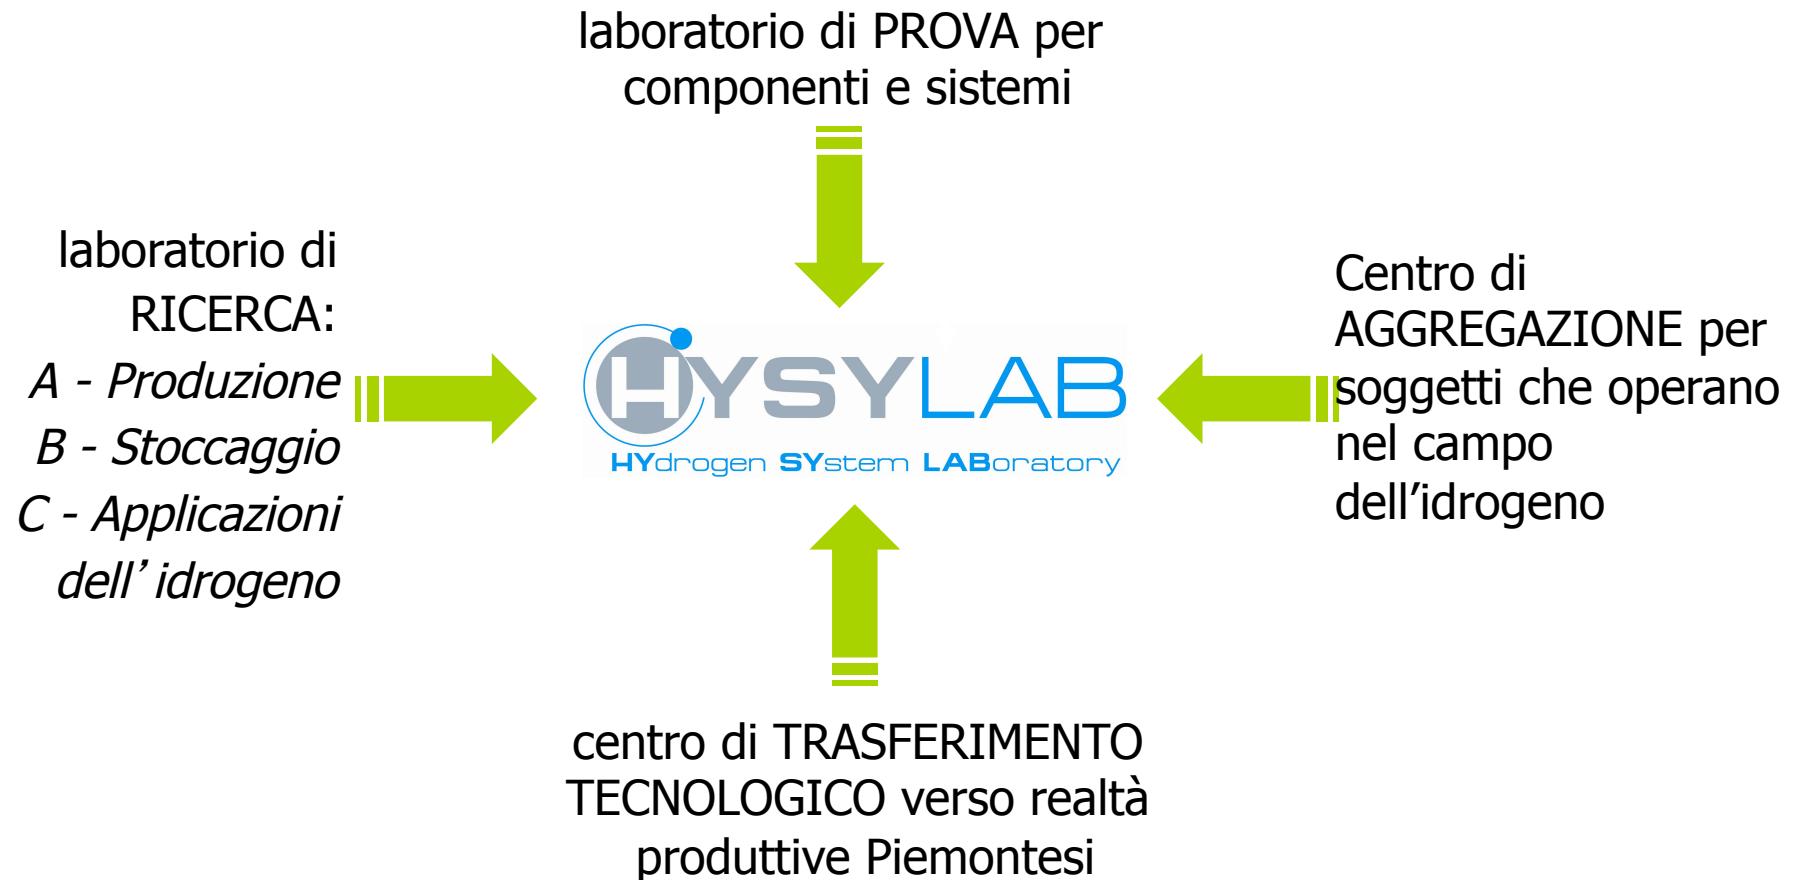 laboratorio di PROVA per
componenti e sistemi
laboratorio di
RICERCA:
A - Produzione
B - Stoccaggio
C - Applicazioni
dell’idrogeno
HYSYLAB
HYdrogen SYstem LABoratory
Centro di
AGGREGAZIONE per
soggetti che operano
nel campo
dell’idrogeno
centro di TRASFERIMENTO
TECNOLOGICO verso realtà
produttive Piemontesi